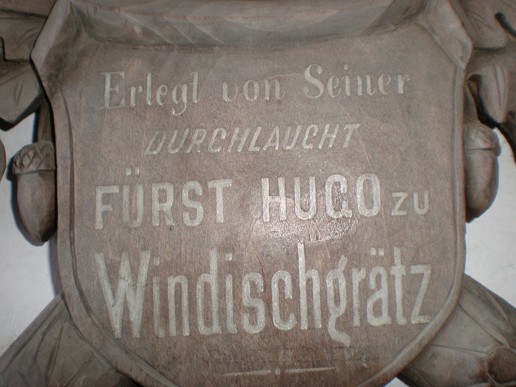 Erlegt von Seiner
DURCHLAUCHT
FÜRST HUGO ZU
Windischgrätz